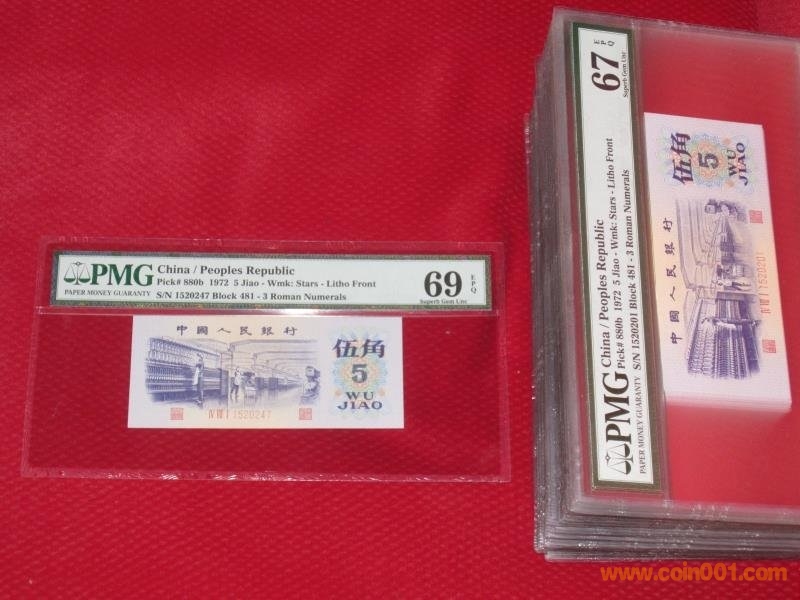 PMG
PAPER MONEY GUARANTY
China / Peoples Republic
Pick# 880b 1972 5 Jiao - Wmk: Stars - Litho Front
S/N 1520247 Block 481 - 3 Roman Numerals
69 EPQ
Superb Gem Unc
中國人民銀行
伍角
5
WU
JIAO
IV VIII I 1520247
PMG
PAPER MONEY GUARANTY
China / Peoples Republic
Pick# 880b 1972 5 Jiao - Wmk: Stars - Litho Front
S/N 1520201 Block 481 - 3 Roman Numerals
67 EPQ
Superb Gem Unc
中國人民銀行
伍角
5
WU
JIAO
IV VIII I 1520201
www.coin001.com